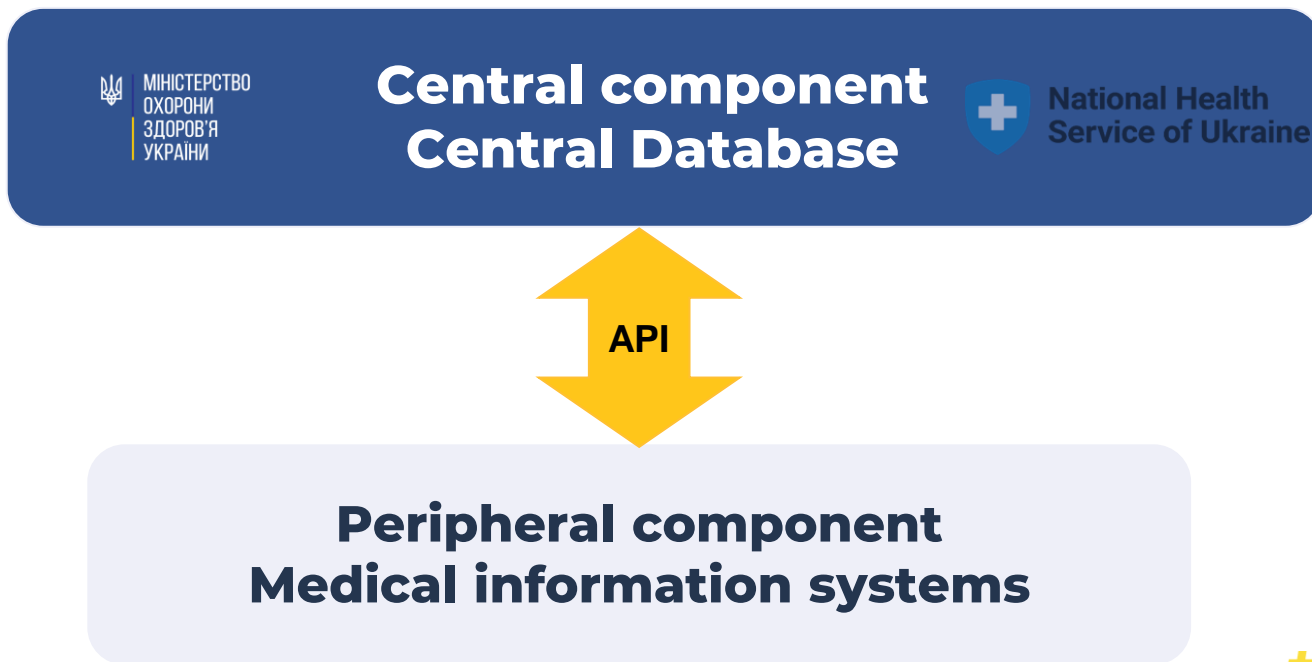 МІНІСТЕРСТВО
ОХОРОНИ
ЗДОРОВ'Я
УКРАЇНИ
Central component
Central Database
National Health
Service of Ukraine
API
Peripheral component
Medical information systems